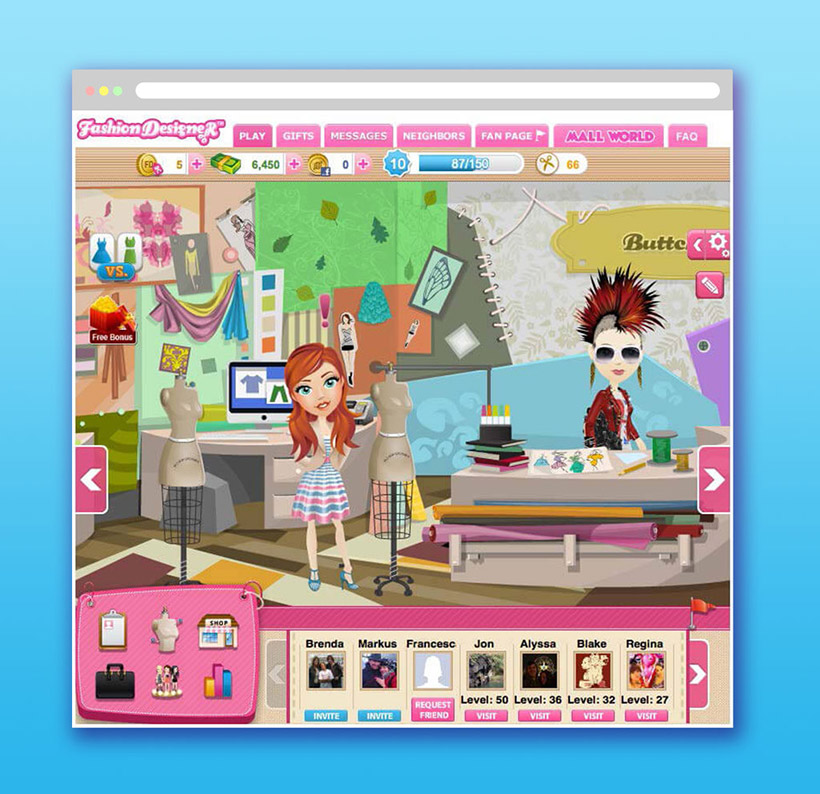 Fashion Designer™
PLAY
GIFTS
MESSAGES
NEIGHBORS
FAN PAGE
MALL WORLD
FAQ
FD
5
6,450
0
10
87/150
66
VS.
Free Bonus
Butto
SHOP
Brenda
Markus
Francesc
Jon
Alyssa
Blake
Regina
Level: 50
Level: 36
Level: 32
Level: 27
INVITE
INVITE
REQUEST
FRIEND
VISIT
VISIT
VISIT
VISIT